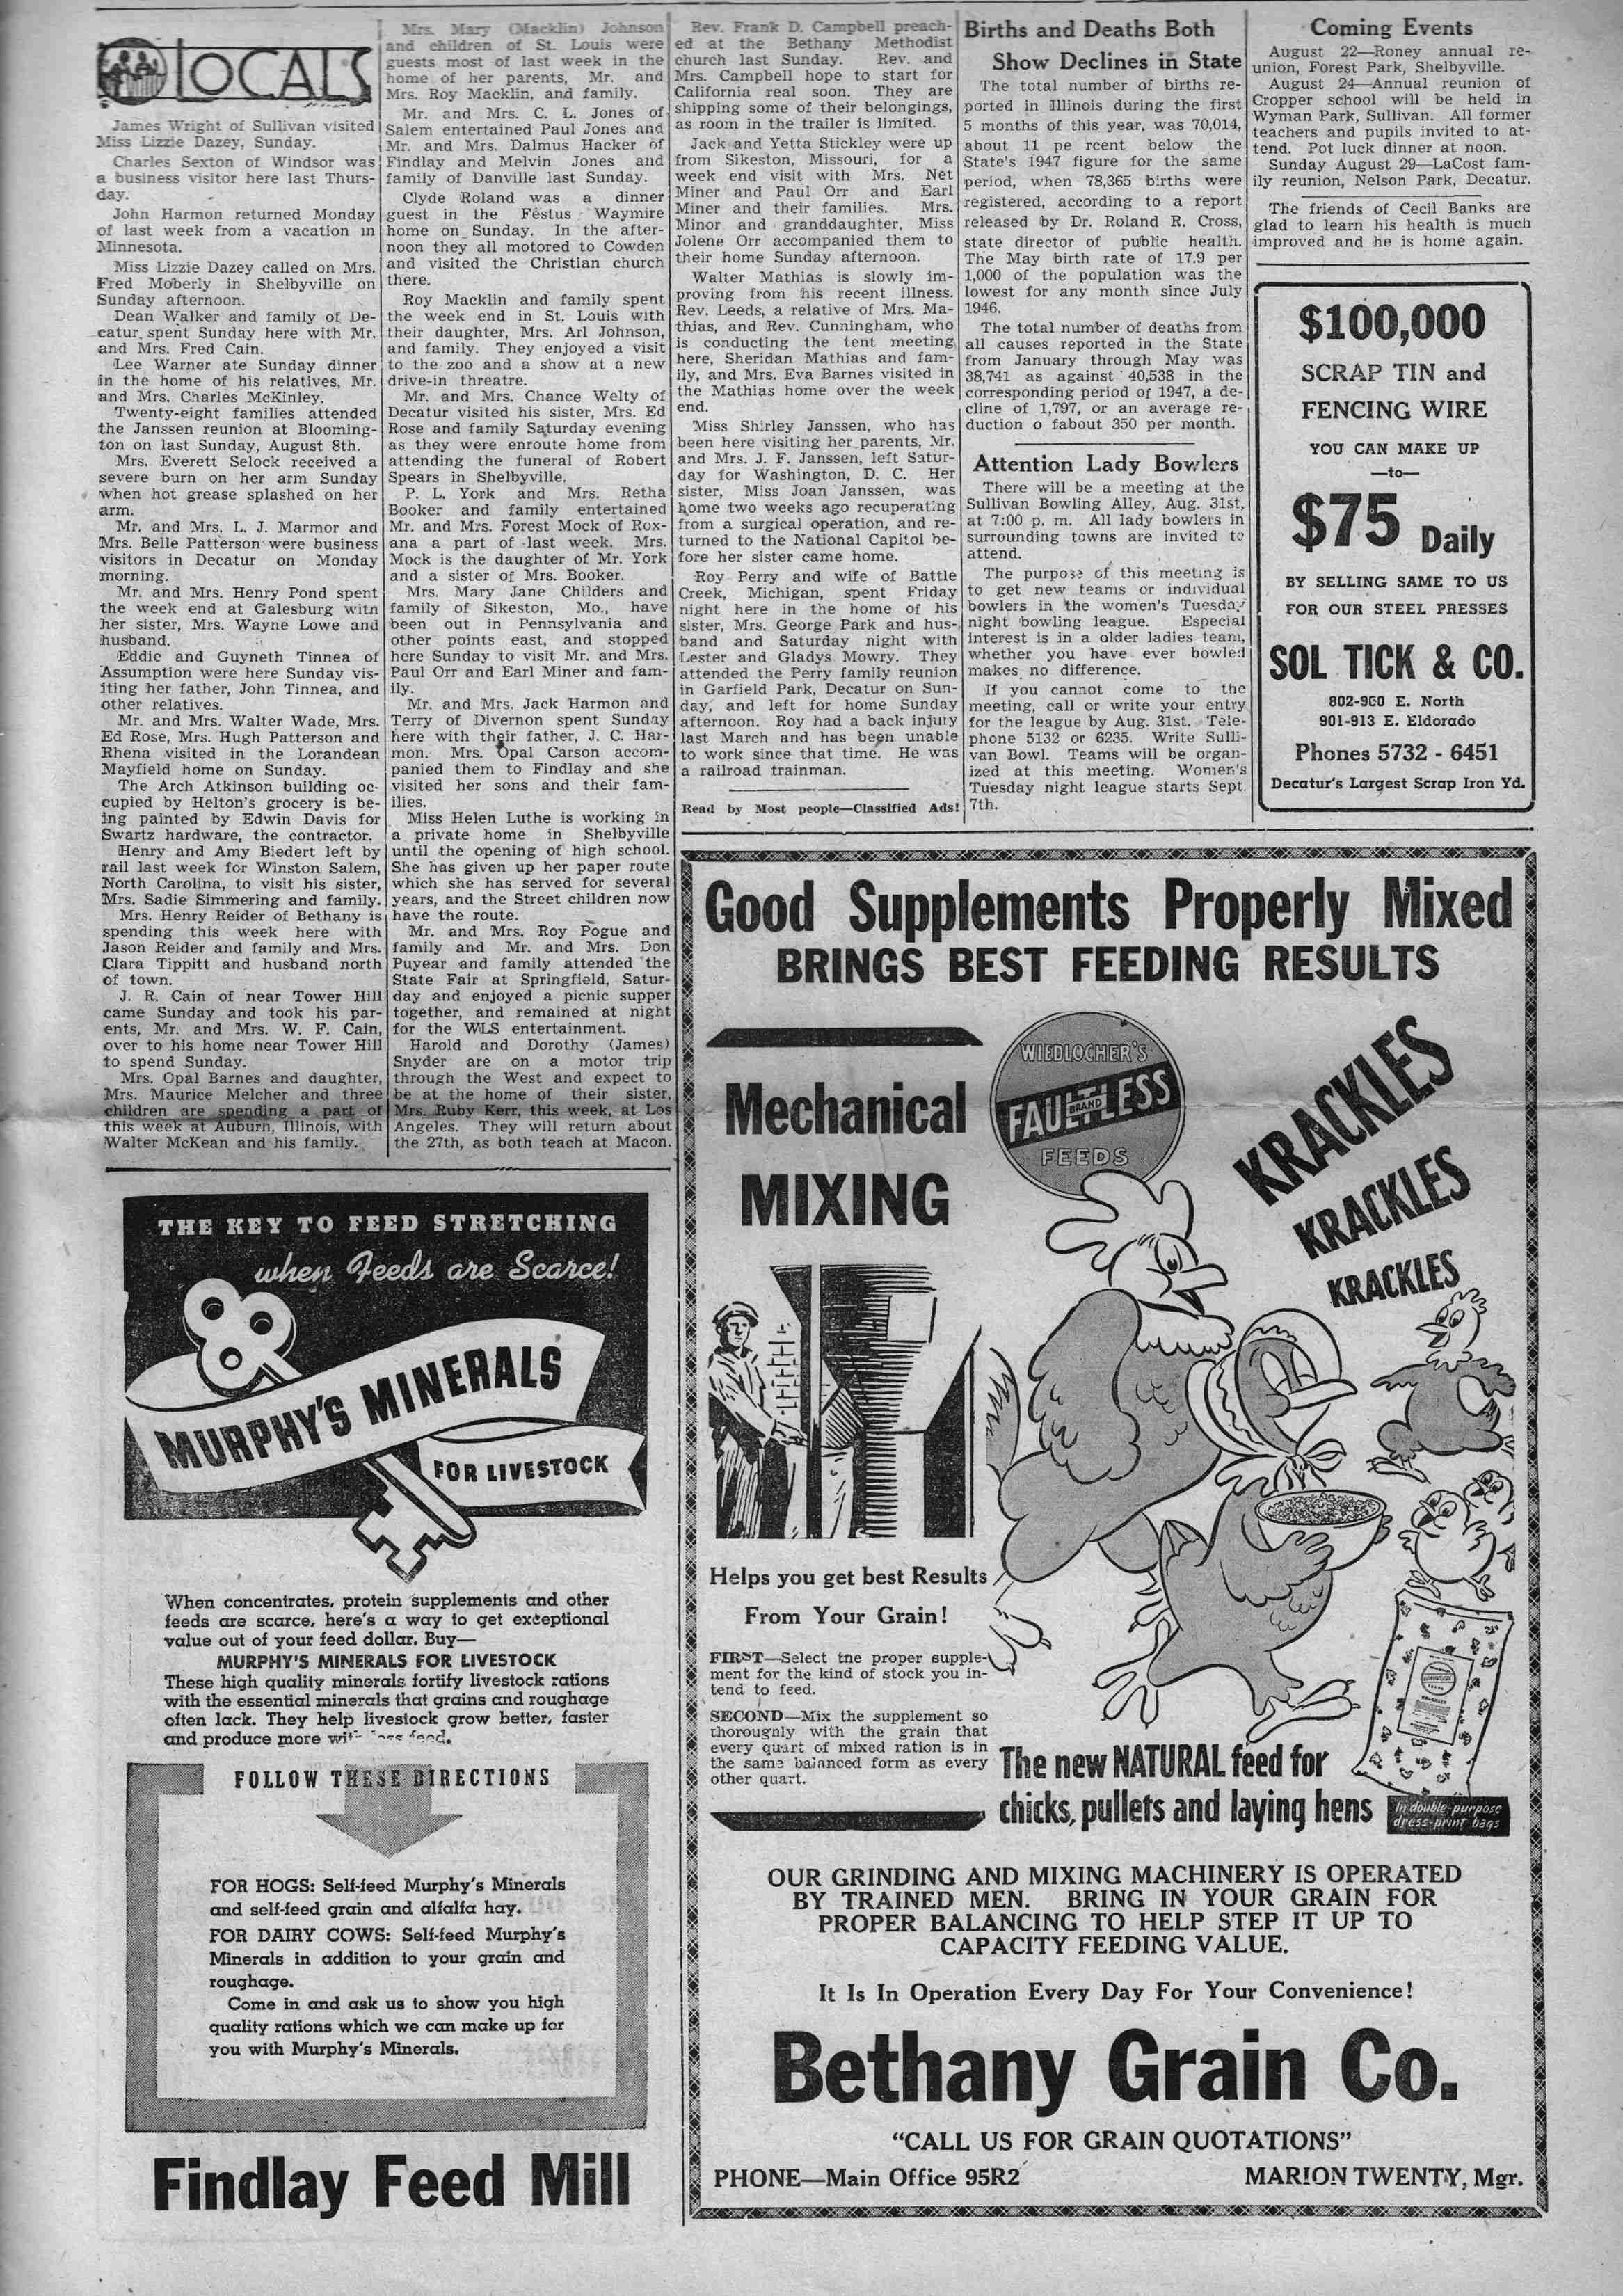 LOCALS
James Wright of Sullivan visited
Miss Lizzie Dazey, Sunday.
Charles Sexton of Windsor was
a business visitor here last Thurs-
day.
John Harmon returned Monday
of last week from a vacation in
Minnesota.
Miss Lizzie Dazey called on Mrs.
Fred Moberly in Shelbyville on
Sunday afternoon.
Dean Walker and family of De-
catur spent Sunday here with Mr.
and Mrs. Fred Cain.
Lee Warner ate Sunday dinner
in the home of his relatives, Mr.
and Mrs. Charles McKinley.
Twenty-eight families attended
the Janssen reunion at Blooming-
ton on last Sunday, August 8th.
Mrs. Everett Selock received a
severe burn on her arm Sunday
when hot grease splashed on her
arm.
Mr. and Mrs. L. J. Marmor and
Mrs. Belle Patterson were business
visitors in Decatur on Monday
morning.
Mr. and Mrs. Henry Pond spent
the week end at Galesburg with
her sister, Mrs. Wayne Lowe and
husband.
Eddie and Guyneth Tinnea of
Assumption were here Sunday vis-
iting her father, John Tinnea, and
other relatives.
Mr. and Mrs. Walter Wade, Mrs.
Ed Rose, Mrs. Hugh Patterson and
Rhena visited in the Lorandean
Mayfield home on Sunday.
The Arch Atkinson building oc-
cupied by Helton's grocery is be-
ing painted by Edwin Davis for
Swartz hardware, the contractor.
Henry and Amy Biedert left by
rail last week for Winston Salem,
North Carolina, to visit his sister,
Mrs. Sadie Simmering and family.
Mrs. Henry Reider of Bethany is
spending this week here with
Jason Reider and family and Mrs.
Clara Tippitt and husband north
of town.
J. R. Cain of near Tower Hill
came Sunday and took his par-
ents, Mr. and Mrs. W. F. Cain,
over to his home near Tower Hill
to spend Sunday.
Mrs. Opal Barnes and daughter,
Mrs. Maurice Melcher and three
children are spending a part of
this week at Auburn, Illinois, with
Walter McKean and his family.
Mrs. Mary (Macklin) Johnson
and children of St. Louis were
guests most of last week in the
home of her parents, Mr. and
Mrs. Roy Macklin, and family.
Mr. and Mrs. C. L. Jones of
Salem entertained Paul Jones and
Mr. and Mrs. Dalmus Hacker of
Findlay and Melvin Jones and
family of Danville last Sunday.
Clyde Roland was a dinner
guest in the Festus Waymire
home on Sunday. In the after-
noon they all motored to Cowden
and visited the Christian church
there.
Roy Macklin and family spent
the week end in St. Louis with
their daughter, Mrs. Arl Johnson,
and family. They enjoyed a visit
to the zoo and a show at a new
drive-in threatre.
Mr. and Mrs. Chance Welty of
Decatur visited his sister, Mrs. Ed
Rose and family Saturday evening
as they were enroute home from
attending the funeral of Robert
Spears in Shelbyville.
P. L. York and Mrs. Retha
Booker and family entertained
Mr. and Mrs. Forest Mock of Rox-
ana a part of last week. Mrs.
Mock is the daughter of Mr. York
and a sister of Mrs. Booker.
Mrs. Mary Jane Childers and
family of Sikeston, Mo., have
been out in Pennsylvania and
other points east, and stopped
here Sunday to visit Mr. and Mrs.
Paul Orr and Earl Miner and fam-
ily.
Mr. and Mrs. Jack Harmon and
Terry of Divernon spent Sunday
here with their father, J. C. Har-
mon. Mrs. Opal Carson accom-
panied them to Findlay and she
visited her sons and their fam-
ilies.
Miss Helen Luthe is working in
a private home in Shelbyville
until the opening of high school.
She has given up her paper route
which she has served for several
years, and the Street children now
have the route.
Mr. and Mrs. Roy Pogue and
family and Mr. and Mrs. Don
Puyear and family attended the
State Fair at Springfield, Satur-
day and enjoyed a picnic supper
together, and remained at night
for the WLS entertainment.
Harold and Dorothy (James)
Snyder are on a motor trip
through the West and expect to
be at the home of their sister,
Mrs. Ruby Kerr, this week, at Los
Angeles. They will return about
the 27th, as both teach at Macon.
Rev. Frank D. Campbell preach-
ed at the Bethany Methodist
church last Sunday. Rev. and
Mrs. Campbell hope to start for
California real soon. They are
shipping some of their belongings,
as room in the trailer is limited.
Jack and Yetta Stickley were up
from Sikeston, Missouri, for a
week end visit with Mrs. Net
Miner and Paul Orr and Earl
Miner and their families. Mrs.
Minor and granddaughter, Miss
Jolene Orr accompanied them to
their home Sunday afternoon.
Walter Mathias is slowly im-
proving from his recent illness.
Rev. Leeds, a relative of Mrs. Ma-
thias, and Rev. Cunningham, who
is conducting the tent meeting
here, Sheridan Mathias and fam-
ily, and Mrs. Eva Barnes visited in
the Mathias home over the week
end.
Miss Shirley Janssen, who has
been here visiting her parents, Mr.
and Mrs. J. F. Janssen, left Satur-
day for Washington, D. C. Her
sister, Miss Joan Janssen, was
home two weeks ago recuperating
from a surgical operation, and re-
turned to the National Capitol be-
fore her sister came home.
Roy Perry and wife of Battle
Creek, Michigan, spent Friday
night here in the home of his
sister, Mrs. George Park and hus-
band and Saturday night with
Lester and Gladys Mowry. They
attended the Perry family reunion
in Garfield Park, Decatur on Sun-
day, and left for home Sunday
afternoon. Roy had a back injury
last March and has been unable
to work since that time. He was
a railroad trainman.
Read by Most people—Classified Ads!
Births and Deaths Both
Show Declines in State
The total number of births re-
ported in Illinois during the first
5 months of this year, was 70,014,
about 11 pe rcent below the
State's 1947 figure for the same
period, when 78,365 births were
registered, according to a report
released by Dr. Roland R. Cross,
state director of public health.
The May birth rate of 17.9 per
1,000 of the population was the
lowest for any month since July
1946.
The total number of deaths from
all causes reported in the State
from January through May was
38,741 as against 40,538 in the
corresponding period of 1947, a de-
cline of 1,797, or an average re-
duction o fabout 350 per month.
Attention Lady Bowlers
There will be a meeting at the
Sullivan Bowling Alley, Aug. 31st,
at 7:00 p. m. All lady bowlers in
surrounding towns are invited to
attend.
The purpose of this meeting is
to get new teams or individual
bowlers in the women's Tuesday
night bowling league. Especial
interest is in a older ladies team,
whether you have ever bowled
makes no difference.
If you cannot come to the
meeting, call or write your entry
for the league by Aug. 31st. Tele-
phone 5132 or 6235. Write Sulli-
van Bowl. Teams will be organ-
ized at this meeting. Women's
Tuesday night league starts Sept.
7th.
Coming Events
August 22—Roney annual re-
union, Forest Park, Shelbyville.
August 24—Annual reunion of
Cropper school will be held in
Wyman Park, Sullivan. All former
teachers and pupils invited to at-
tend. Pot luck dinner at noon.
Sunday August 29—LaCost fam-
ily reunion, Nelson Park, Decatur.
The friends of Cecil Banks are
glad to learn his health is much
improved and he is home again.
$100,000
SCRAP TIN and
FENCING WIRE
YOU CAN MAKE UP
—to—
$75 Daily
BY SELLING SAME TO US
FOR OUR STEEL PRESSES
SOL TICK & CO.
802-960 E. North
901-913 E. Eldorado
Phones 5732 - 6451
Decatur's Largest Scrap Iron Yd.
THE KEY TO FEED STRETCHING
when Feeds are Scarce!
MURPHY'S MINERALS
FOR LIVESTOCK
When concentrates, protein supplements and other
feeds are scarce, here's a way to get exceptional
value out of your feed dollar. Buy—
MURPHY'S MINERALS FOR LIVESTOCK
These high quality minerals fortify livestock rations
with the essential minerals that grains and roughage
often lack. They help livestock grow better, faster
and produce more with less feed.
FOLLOW THESE DIRECTIONS
FOR HOGS: Self-feed Murphy's Minerals
and self-feed grain and alfalfa hay.
FOR DAIRY COWS: Self-feed Murphy's
Minerals in addition to your grain and
roughage.
Come in and ask us to show you high
quality rations which we can make up for
you with Murphy's Minerals.
Findlay Feed Mill
Good Supplements Properly Mixed
BRINGS BEST FEEDING RESULTS
Mechanical
MIXING
WIEDLOCHER'S
FAULTLESS
BRAND
FEEDS
KRACKLES
KRACKLES
KRACKLES
Helps you get best Results
From Your Grain!
FIRST—Select the proper supple-
ment for the kind of stock you in-
tend to feed.
SECOND—Mix the supplement so
thoroughly with the grain that
every quart of mixed ration is in
the same balanced form as every
other quart.
The new NATURAL feed for
chicks, pullets and laying hens
in double-purpose
dress-print bags
OUR GRINDING AND MIXING MACHINERY IS OPERATED
BY TRAINED MEN. BRING IN YOUR GRAIN FOR
PROPER BALANCING TO HELP STEP IT UP TO
CAPACITY FEEDING VALUE.
It Is In Operation Every Day For Your Convenience!
Bethany Grain Co.
"CALL US FOR GRAIN QUOTATIONS"
PHONE—Main Office 95R2
MARION TWENTY, Mgr.